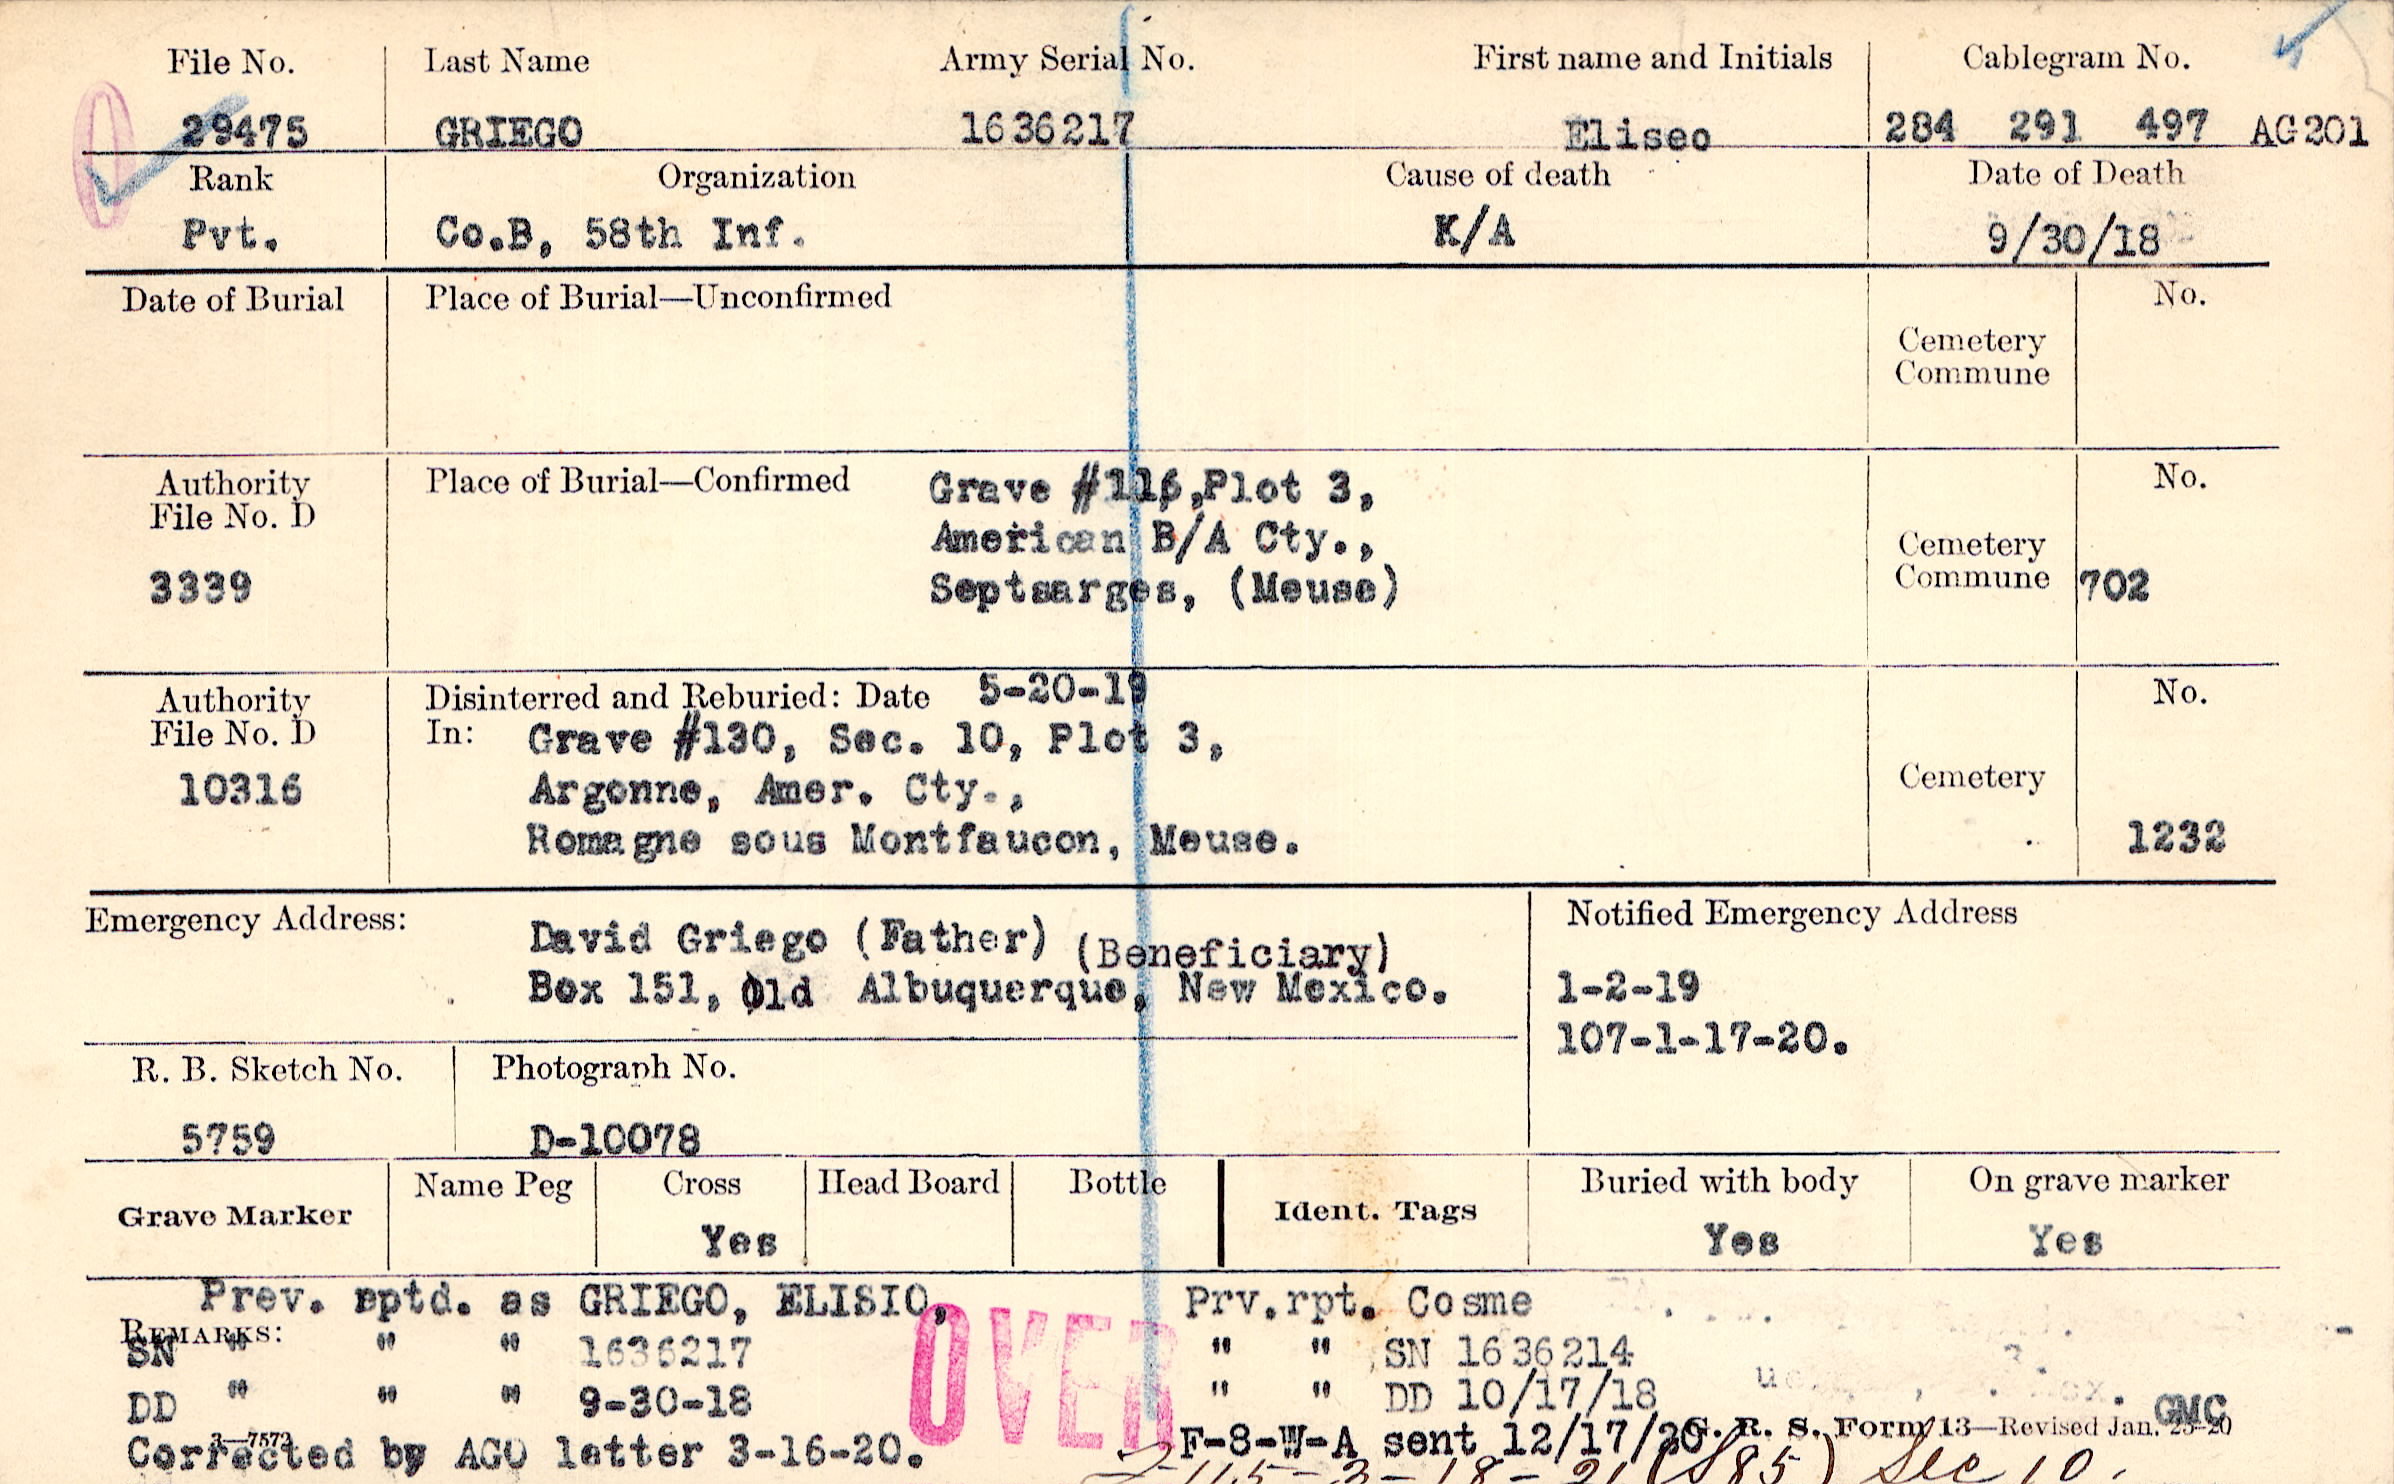 File No. Last Name Army Serial No. First name and Initials Cablegram No.
29475 GRIEGO 1636217 Eliseo 284 291 497 AG201
Rank Organization Cause of death Date of Death
Pvt. Co.B, 58th Inf. K/A 9/30/18
Date of Burial Place of Burial—Unconfirmed No.
Cemetery
Commune
Authority Place of Burial—Confirmed Grave #116,Plot 3, No.
File No. D American B/A Cty.,
Cemetery
3339 Septsarges, (Meuse) Commune 702
Authority Disinterred and Reburied: Date 5-20-19 No.
File No. D In: Grave #130, Sec. 10, Plot 3,
10316 Argonne, Amer. Cty., Cemetery
Romagne sous Montfaucon, Meuse. 1232
Emergency Address: David Griego (Father) (Beneficiary) Notified Emergency Address
Box 151, Old Albuquerque, New Mexico. 1-2-19
107-1-17-20.
R. B. Sketch No. Photograph No.
5759 D-10078
Grave Marker Name Peg Cross Head Board Bottle Ident. Tags Buried with body On grave marker
Yes Yes Yes
Prev. rptd. as GRIEGO, ELISIO, Prv.rpt. Cosme
REMARKS:
SN " " " 1636217 " " SN 1636214
DD " " " 9-30-18 " " DD 10/17/18
OVER
GMC
3—7572 G. R. S. Form 13—Revised Jan. 23-20
Corrected by AGO letter 3-16-20. F-8-W-A sent 12/17/20
115-3-18-21 (S85) Sec 10.